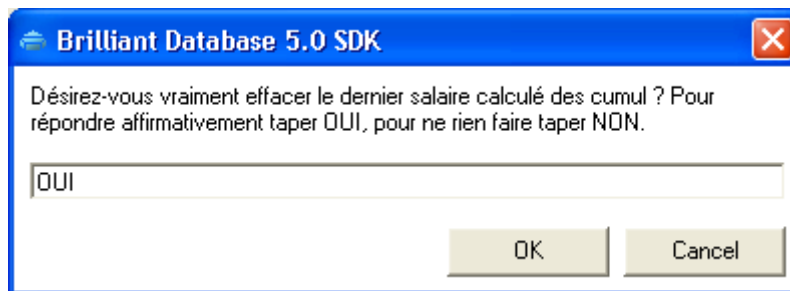 Brilliant Database 5.0 SDK
Désirez-vous vraiment effacer le dernier salaire calculé des cumul ? Pour
répondre affirmativement taper OUI, pour ne rien faire taper NON.
OUI
OK Cancel